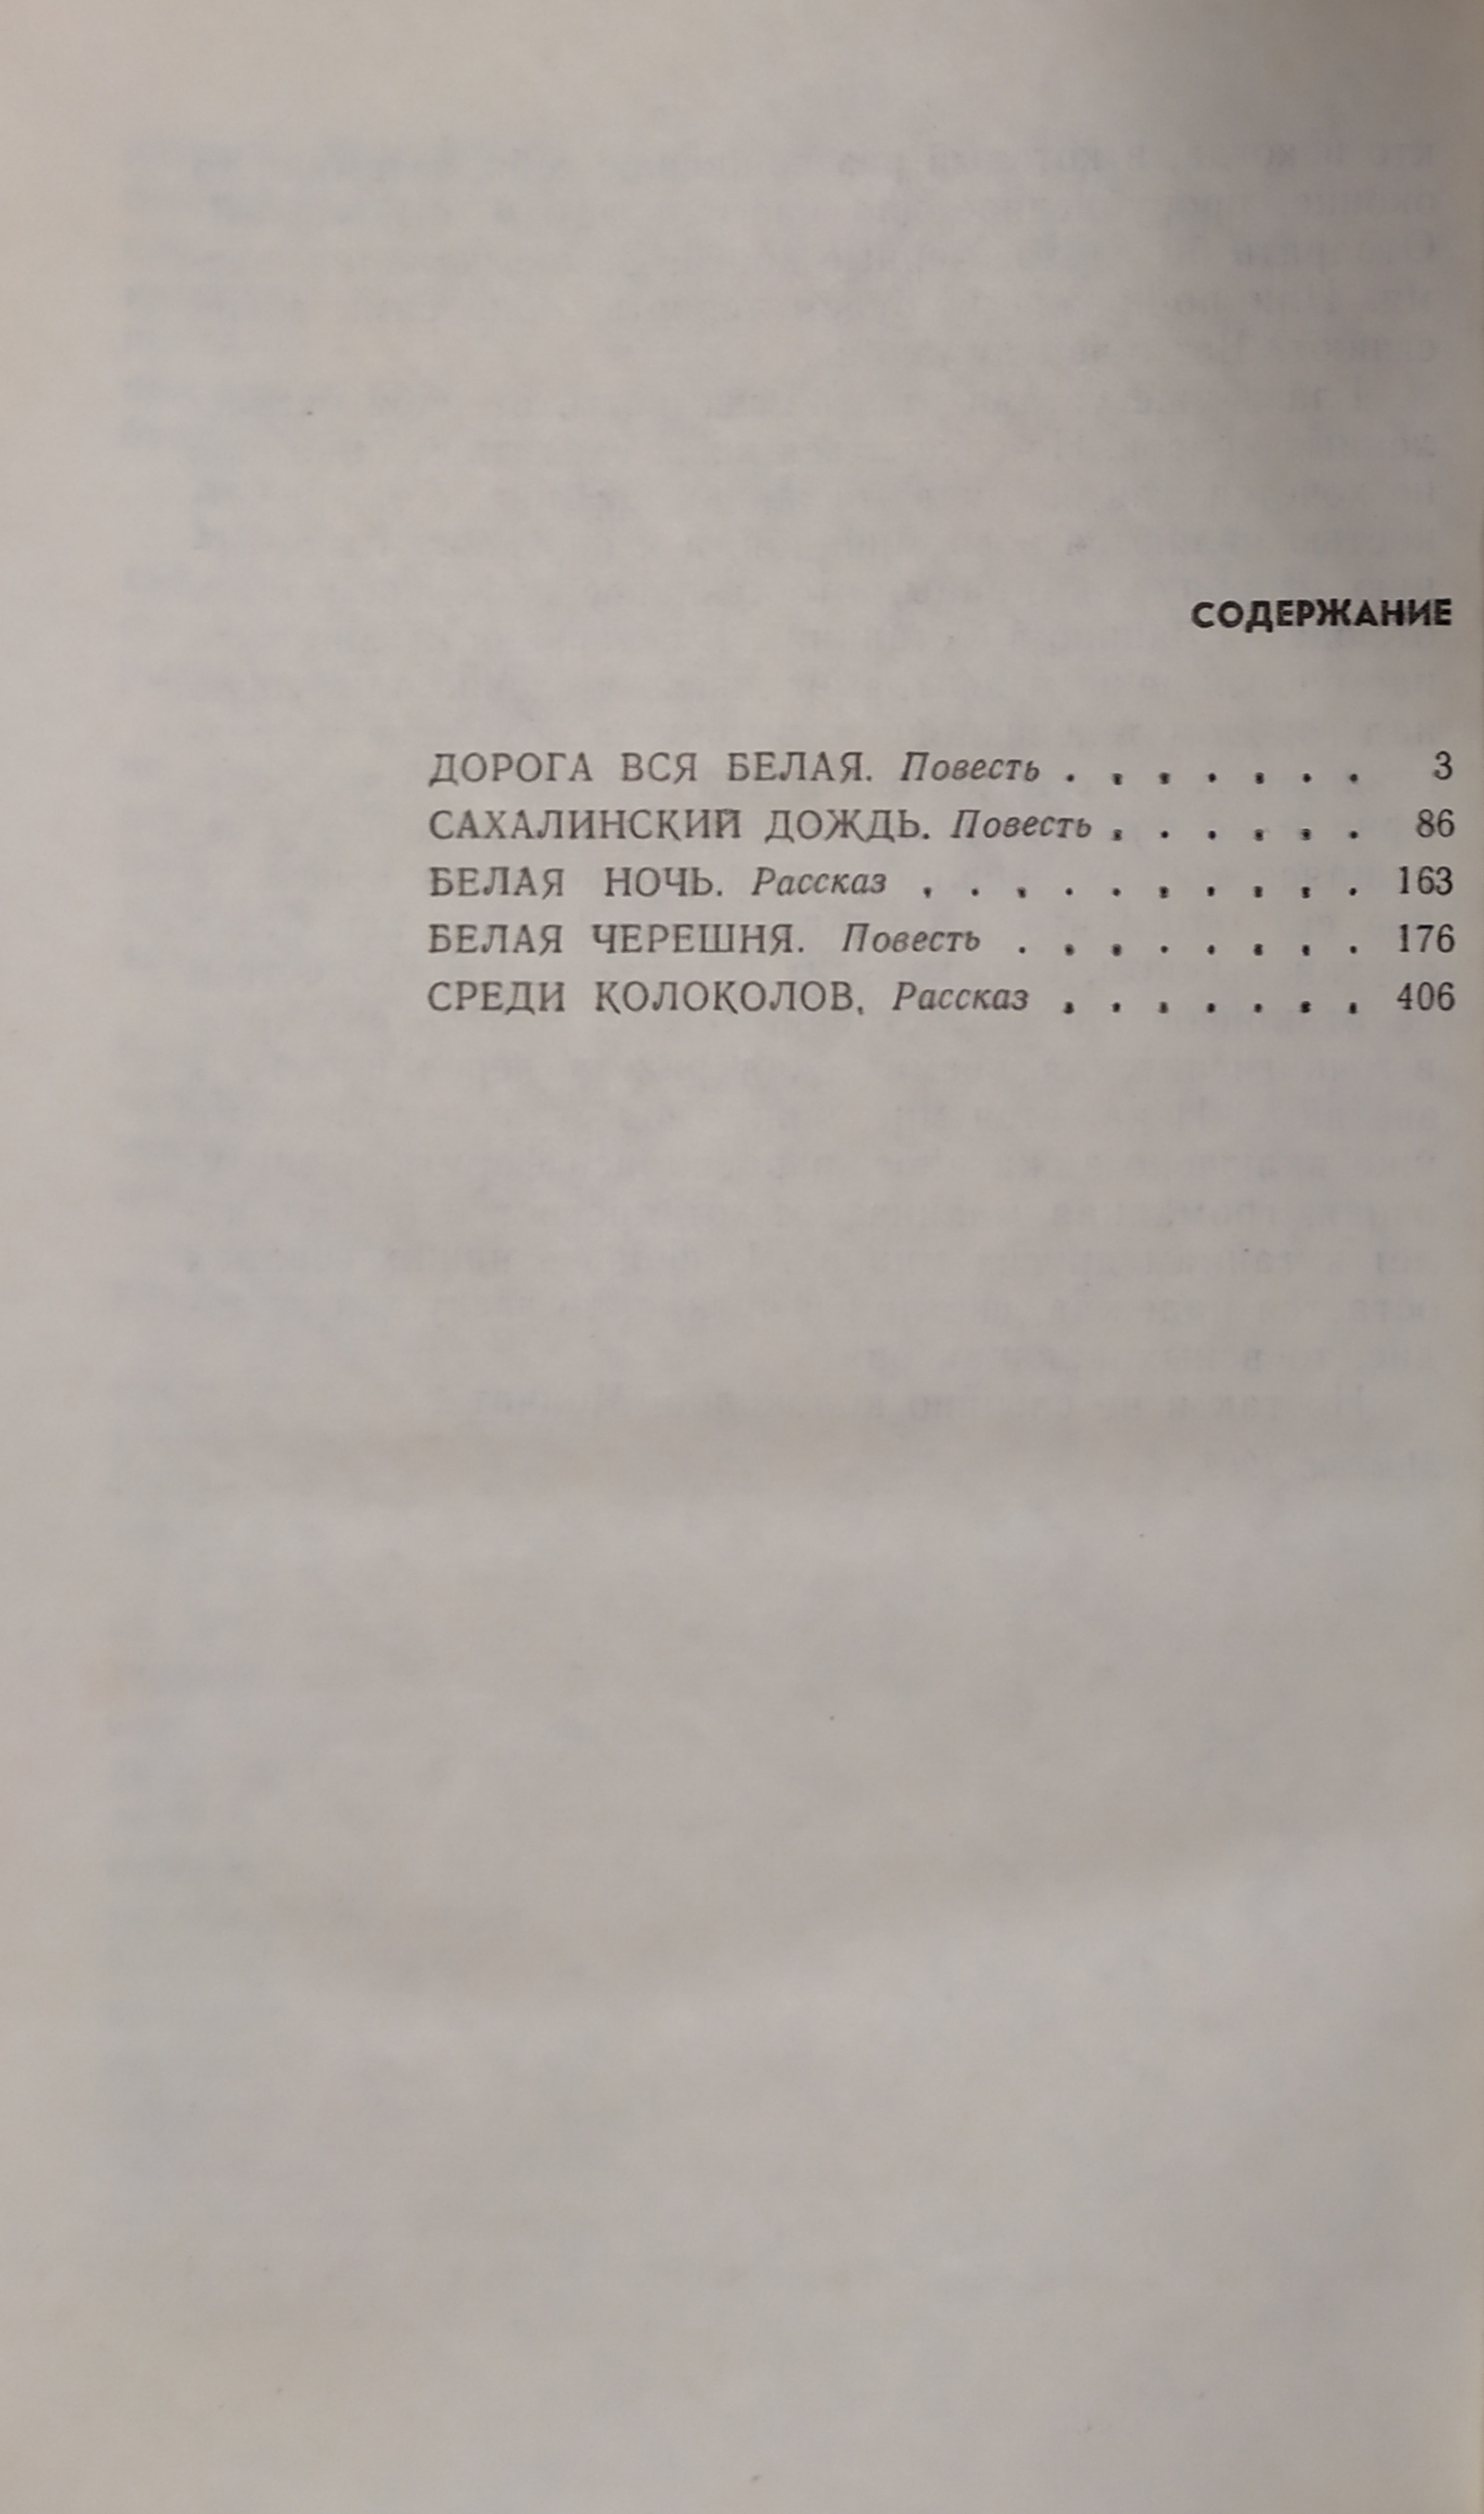 СОДЕРЖАНИЕ
ДОРОГА ВСЯ БЕЛАЯ. Повесть . . . . . . . 3
САХАЛИНСКИЙ ДОЖДЬ. Повесть . . . . . . 86
БЕЛАЯ НОЧЬ. Рассказ . . . . . . . . . . 163
БЕЛАЯ ЧЕРЕШНЯ. Повесть . . . . . . . . 176
СРЕДИ КОЛОКОЛОВ. Рассказ . . . . . . . 406